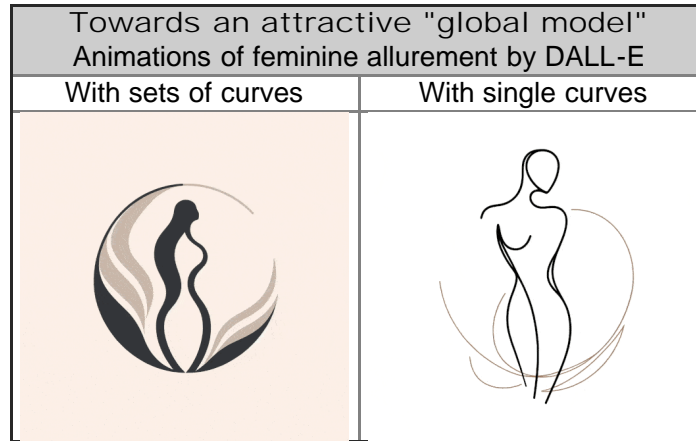 Towards an attractive "global model"
Animations of feminine allurement by DALL-E
With sets of curves
With single curves